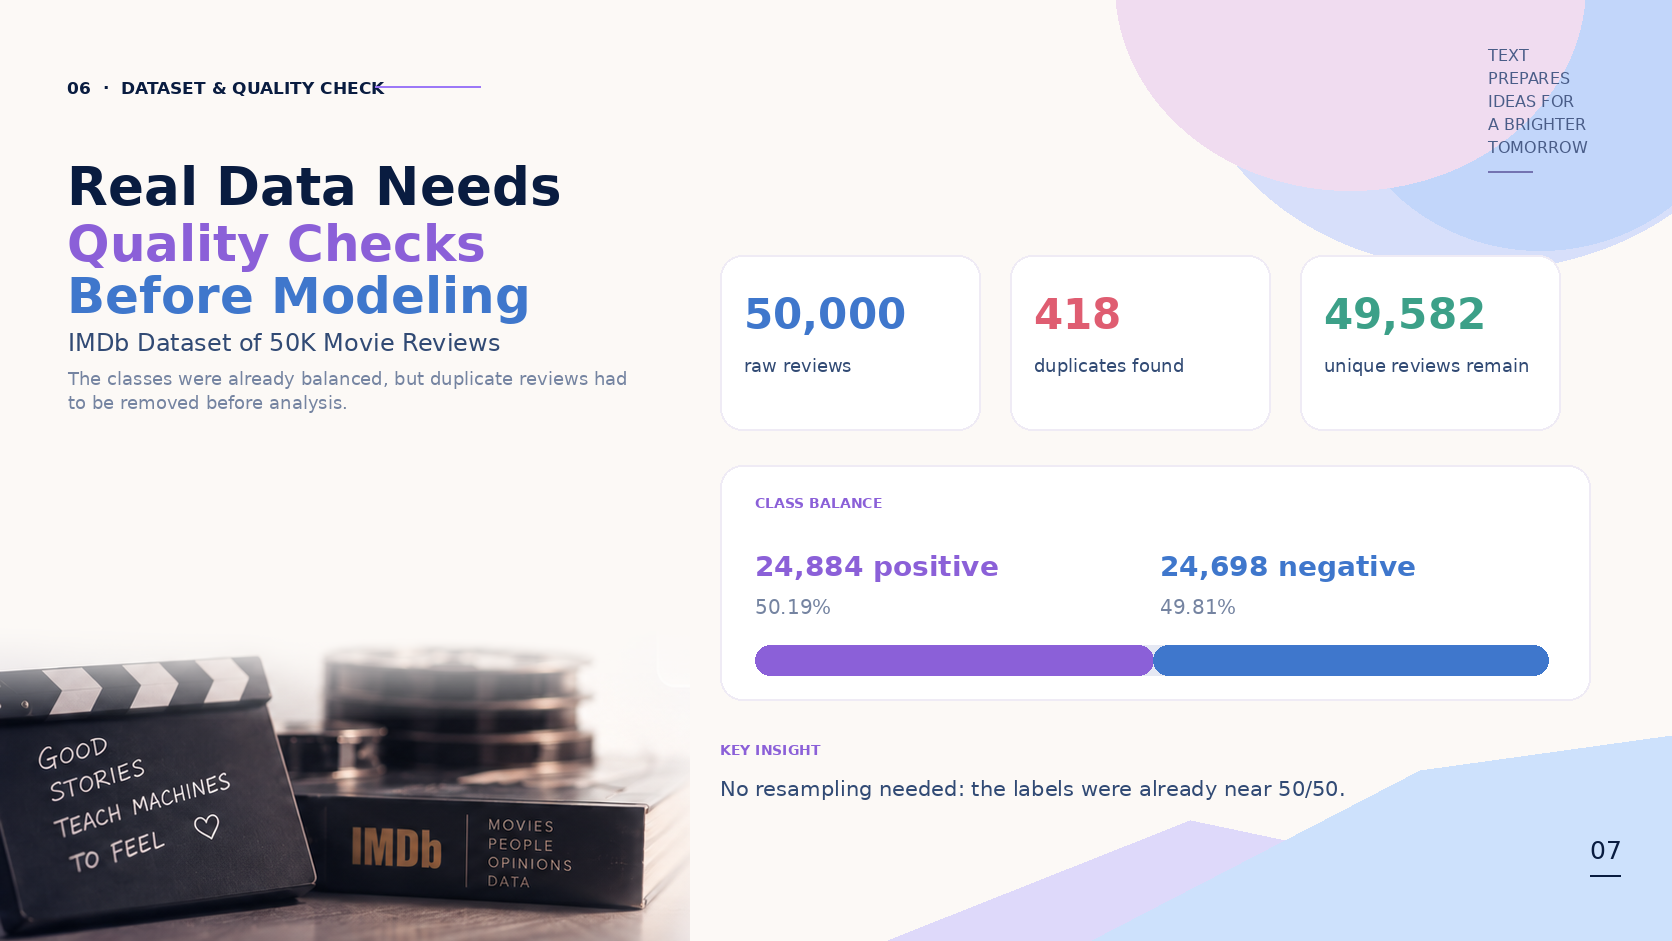 06 · DATASET & QUALITY CHECK
TEXT
PREPARES
IDEAS FOR
A BRIGHTER
TOMORROW
Real Data Needs
Quality Checks
Before Modeling
IMDb Dataset of 50K Movie Reviews
The classes were already balanced, but duplicate reviews had
to be removed before analysis.
50,000
raw reviews
418
duplicates found
49,582
unique reviews remain
CLASS BALANCE
24,884 positive
50.19%
24,698 negative
49.81%
KEY INSIGHT
No resampling needed: the labels were already near 50/50.
GOOD
STORIES
TEACH MACHINES
TO FEEL ♡
IMDb
MOVIES
PEOPLE
OPINIONS
DATA
07